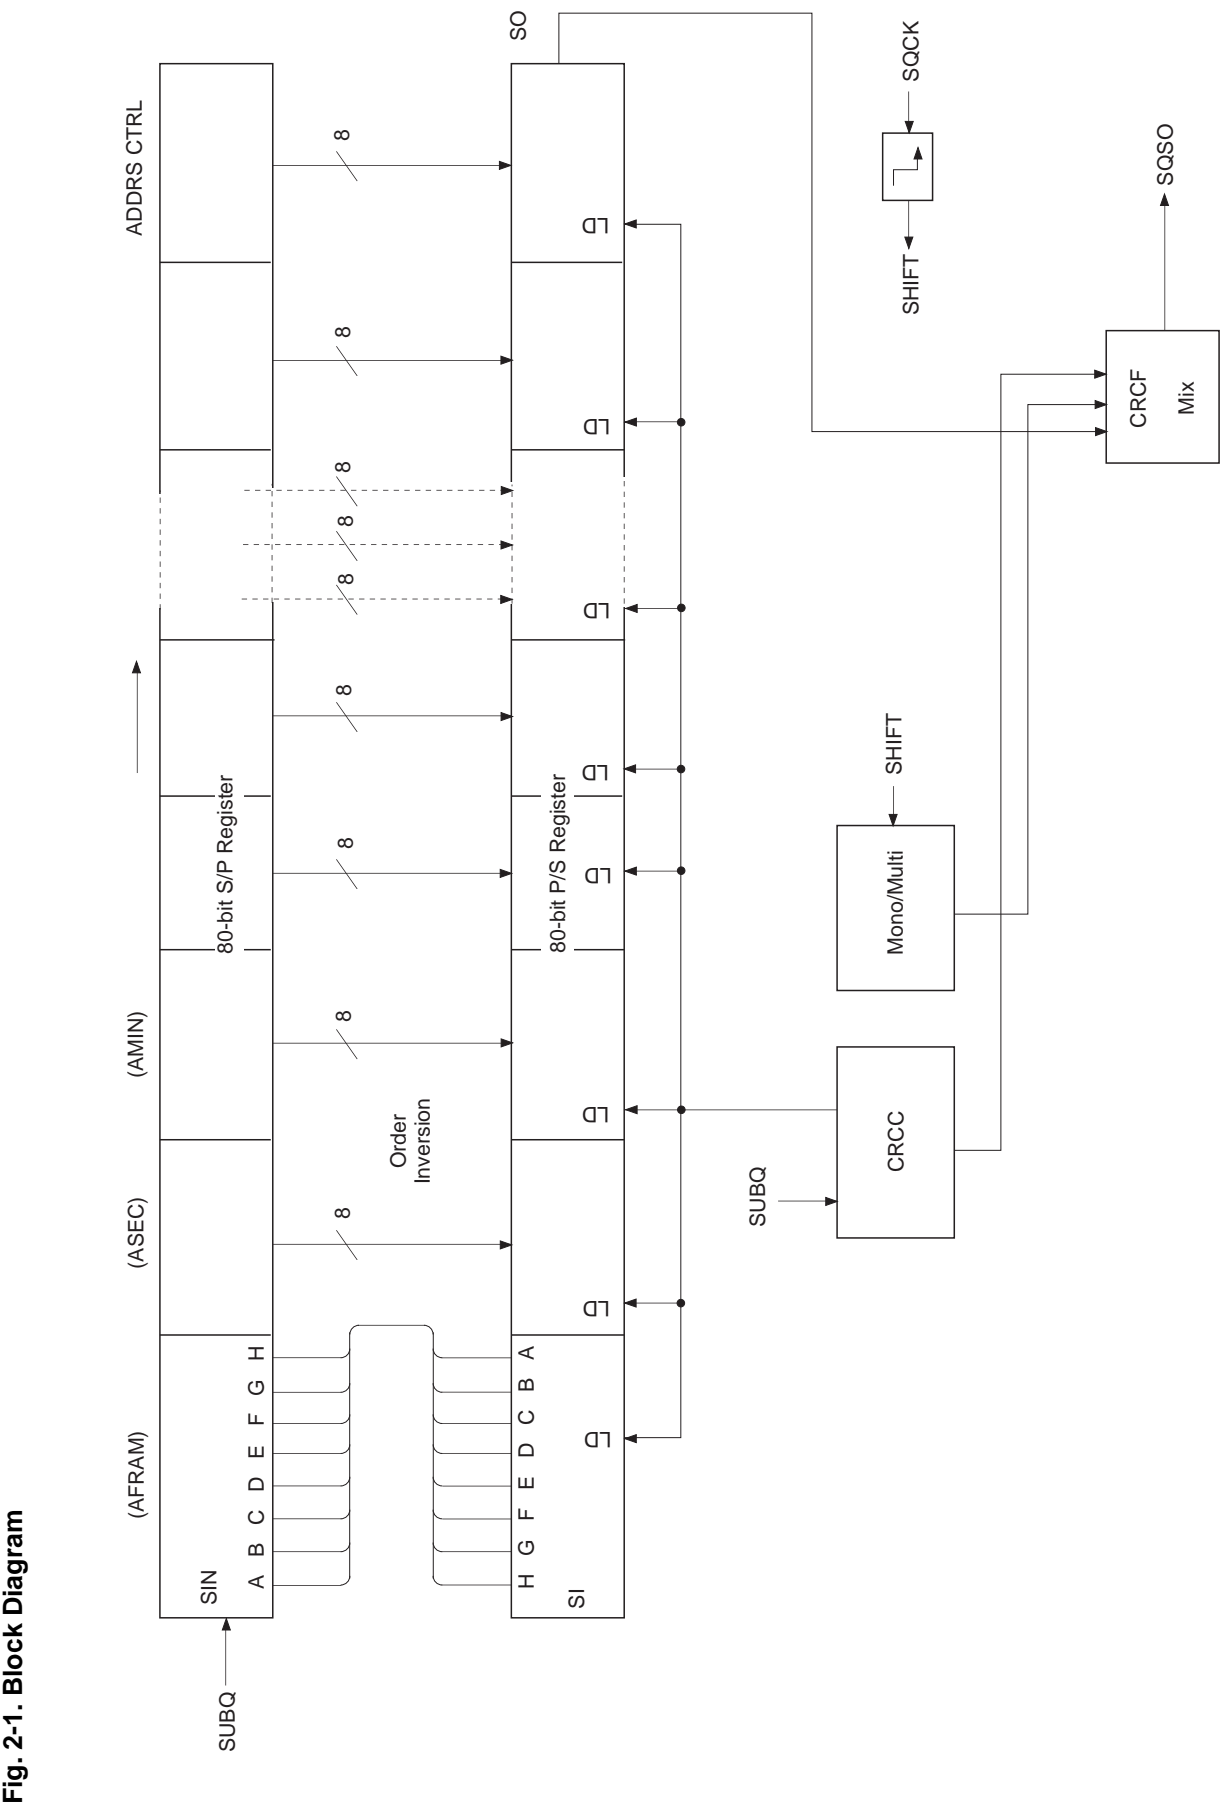 Fig. 2-1. Block Diagram
(AFRAM)
(ASEC)
(AMIN)
ADDRS CTRL
SUBQ
SIN
A B C D E F G H
80-bit S/P Register
8
8
8
8
8
8
8
8
8
Order
Inversion
H G F E D C B A
SI
80-bit P/S Register
SO
LD
LD
LD
LD
LD
LD
LD
LD
SUBQ
CRCC
Mono/Multi
SHIFT
SHIFT
SQCK
CRCF
Mix
SQSO